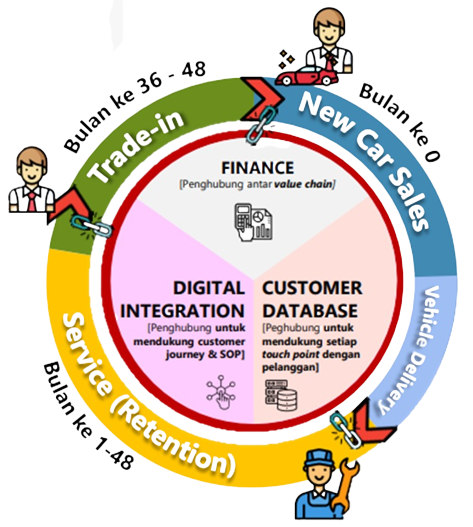 Bulan ke 36 - 48
Trade-in
New Car Sales
Bulan ke 0
FINANCE
[Penghubung antar value chain]
DIGITAL
INTEGRATION
[Penghubung untuk
mendukung customer
journey & SOP]
CUSTOMER
DATABASE
[Peghubung untuk
mendukung setiap
touch point dengan
pelanggan]
Vehicle Delivery
Service (Retention)
Bulan ke 1-48